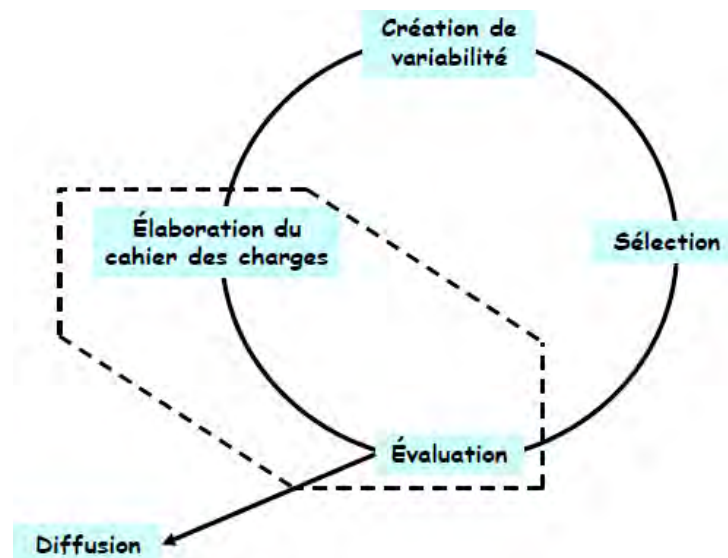 Création de
variabilité
Élaboration du
cahier des charges
Sélection
Évaluation
Diffusion